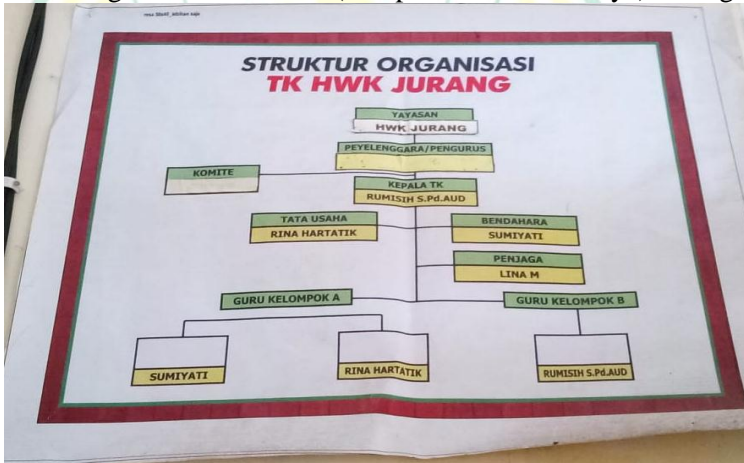 STRUKTUR ORGANISASI
TK HWK JURANG
YAYASAN
HWK JURANG
PEYELENGGARA/PENGURUS
KOMITE
KEPALA TK
RUMISIH S.Pd.AUD
TATA USAHA
RINA HARTATIK
BENDAHARA
SUMIYATI
PENJAGA
LINA M
GURU KELOMPOK A
GURU KELOMPOK B
SUMIYATI
RINA HARTATIK
RUMISIH S.Pd.AUD